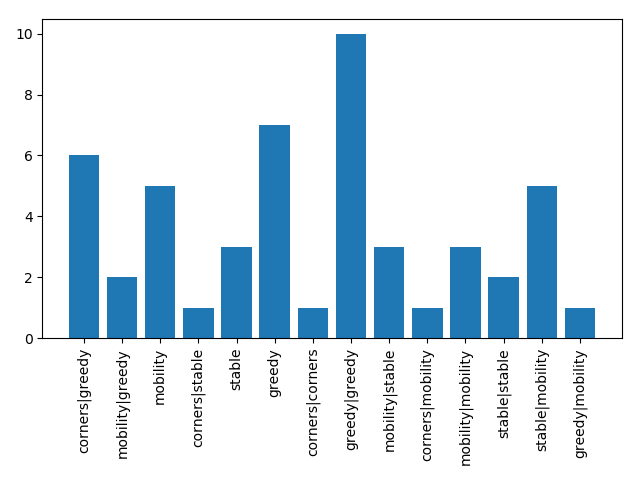 10
8
6
4
2
0
corners|greedy
mobility|greedy
mobility
corners|stable
stable
greedy
corners|corners
greedy|greedy
mobility|stable
corners|mobility
mobility|mobility
stable|stable
stable|mobility
greedy|mobility